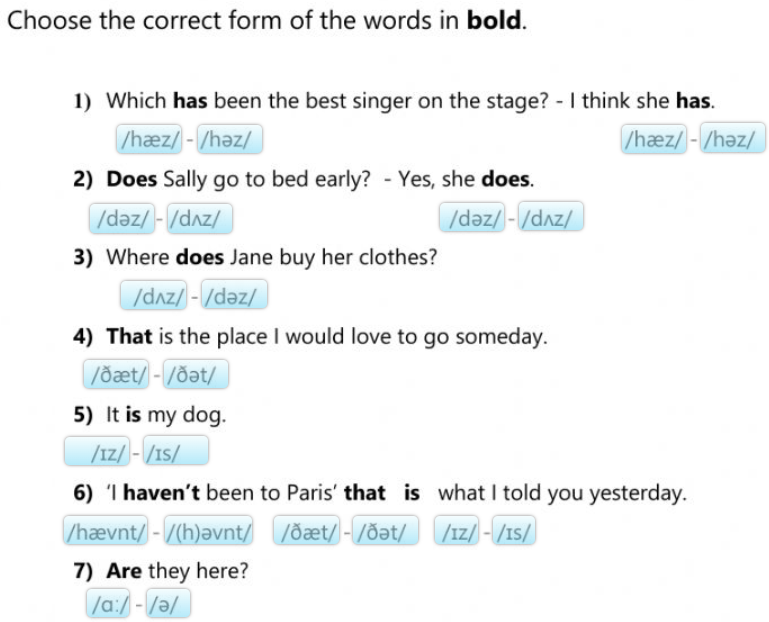 Choose the correct form of the words in bold.
1) Which has been the best singer on the stage? - I think she has.
/hæz/ - /həz/ /hæz/ - /həz/
2) Does Sally go to bed early? - Yes, she does.
/dəz/ - /dʌz/ /dəz/ - /dʌz/
3) Where does Jane buy her clothes?
/dʌz/ - /dəz/
4) That is the place I would love to go someday.
/ðæt/ - /ðət/
5) It is my dog.
/ɪz/ - /ɪs/
6) ‘I haven’t been to Paris’ that is what I told you yesterday.
/hævnt/ - /(h)əvnt/ /ðæt/ - /ðət/ /ɪz/ - /ɪs/
7) Are they here?
/ɑː/ - /ə/